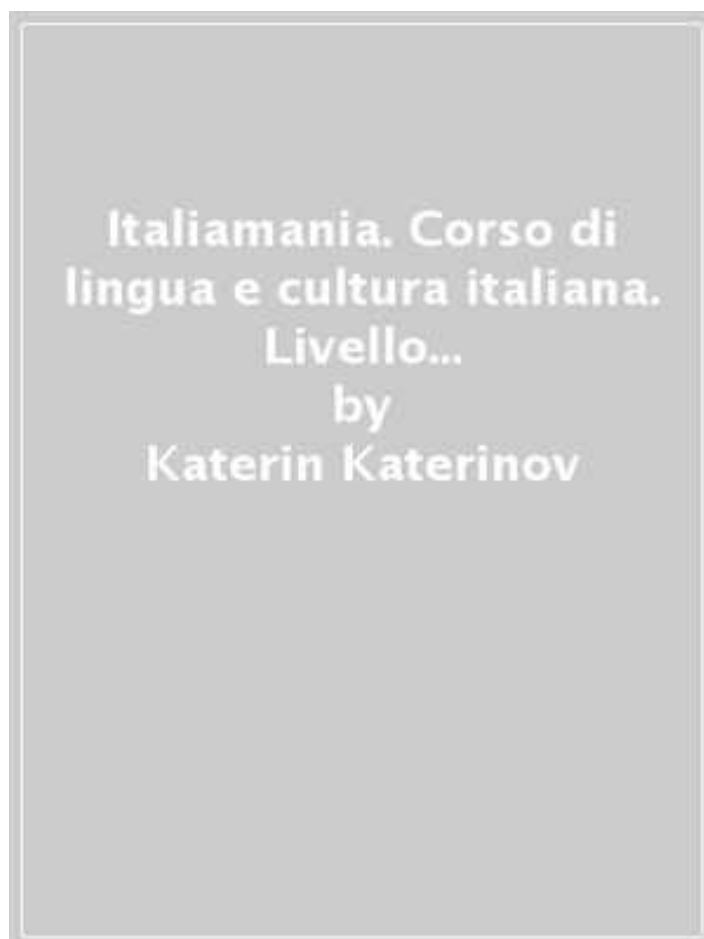 Italiamania. Corso di
lingua e cultura italiana.
Livello...
by
Katerin Katerinov